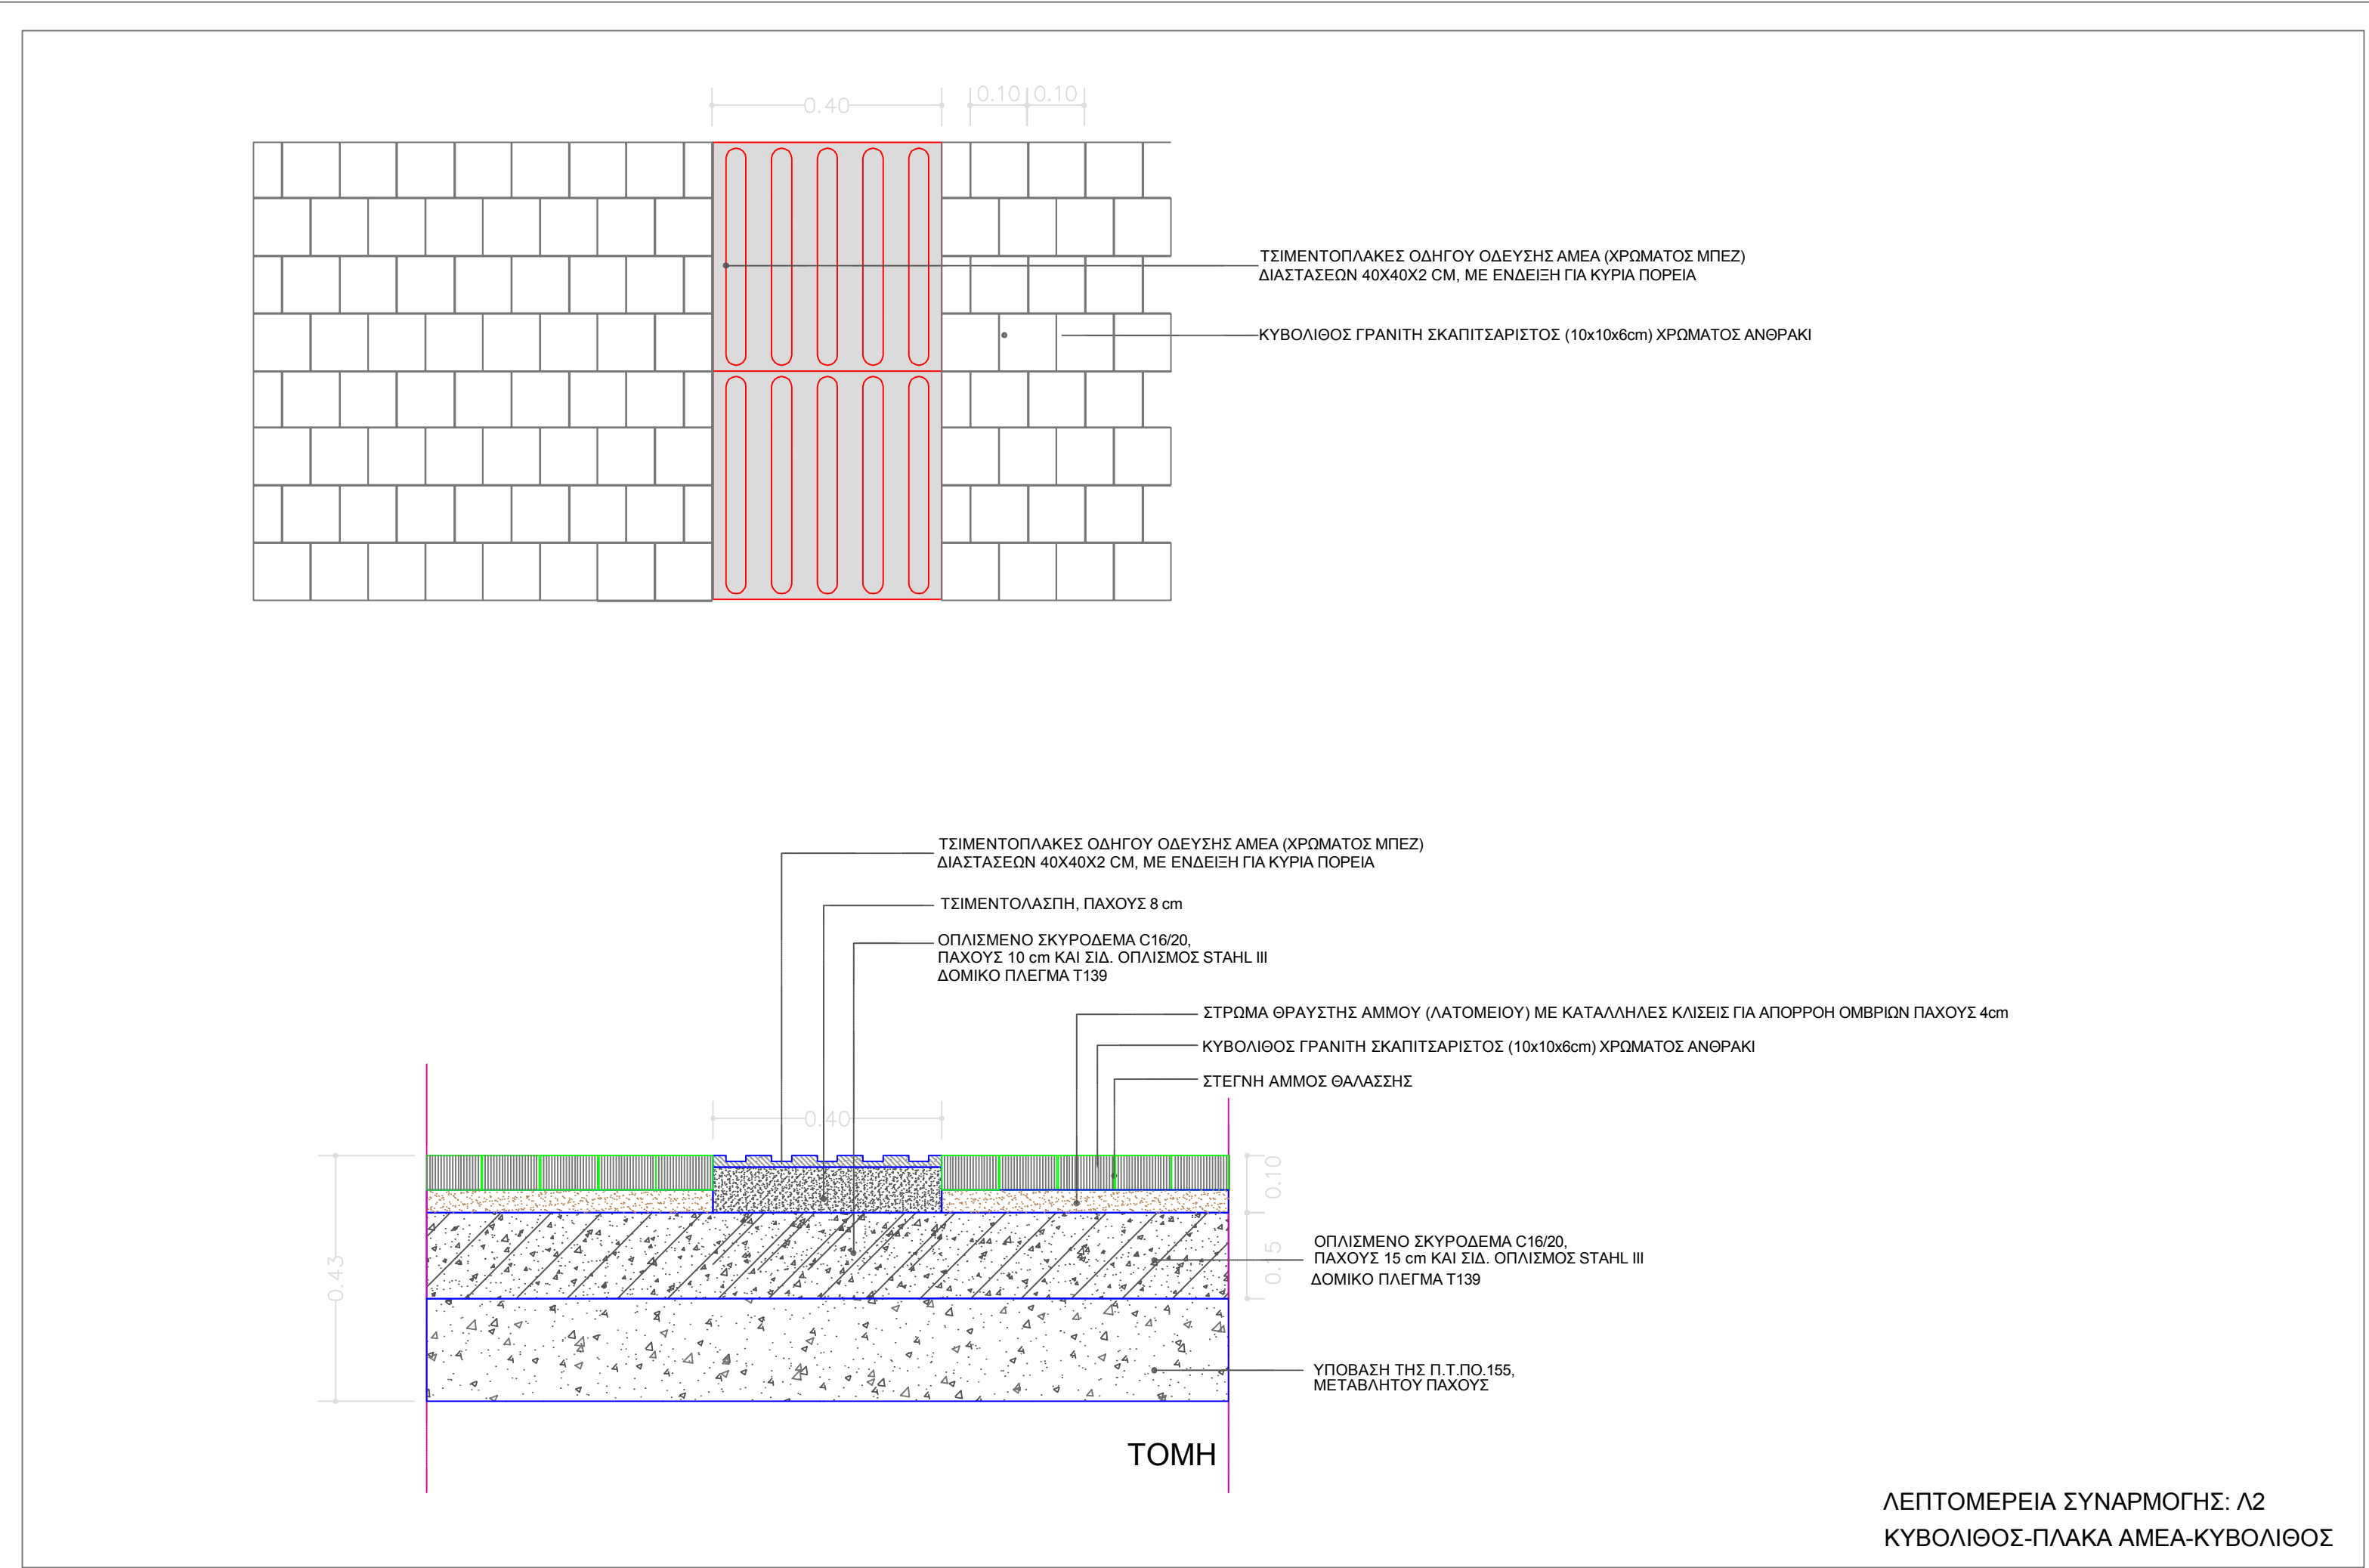 0.40
0.10 0.10
ΤΣΙΜΕΝΤΟΠΛΑΚΕΣ ΟΔΗΓΟΥ ΟΔΕΥΣΗΣ ΑΜΕΑ (ΧΡΩΜΑΤΟΣ ΜΠΕΖ)
ΔΙΑΣΤΑΣΕΩΝ 40Χ40Χ2 CM, ΜΕ ΕΝΔΕΙΞΗ ΓΙΑ ΚΥΡΙΑ ΠΟΡΕΙΑ
ΚΥΒΟΛΙΘΟΣ ΓΡΑΝΙΤΗ ΣΚΑΠΙΤΣΑΡΙΣΤΟΣ (10x10x6cm) ΧΡΩΜΑΤΟΣ ΑΝΘΡΑΚΙ
ΤΣΙΜΕΝΤΟΠΛΑΚΕΣ ΟΔΗΓΟΥ ΟΔΕΥΣΗΣ ΑΜΕΑ (ΧΡΩΜΑΤΟΣ ΜΠΕΖ)
ΔΙΑΣΤΑΣΕΩΝ 40Χ40Χ2 CM, ΜΕ ΕΝΔΕΙΞΗ ΓΙΑ ΚΥΡΙΑ ΠΟΡΕΙΑ
ΤΣΙΜΕΝΤΟΛΑΣΠΗ, ΠΑΧΟΥΣ 8 cm
ΟΠΛΙΣΜΕΝΟ ΣΚΥΡΟΔΕΜΑ C16/20,
ΠΑΧΟΥΣ 10 cm ΚΑΙ ΣΙΔ. ΟΠΛΙΣΜΟΣ STAHL III
ΔΟΜΙΚΟ ΠΛΕΓΜΑ Τ139
ΣΤΡΩΜΑ ΘΡΑΥΣΤΗΣ ΑΜΜΟΥ (ΛΑΤΟΜΕΙΟΥ) ΜΕ ΚΑΤΑΛΛΗΛΕΣ ΚΛΙΣΕΙΣ ΓΙΑ ΑΠΟΡΡΟΗ ΟΜΒΡΙΩΝ ΠΑΧΟΥΣ 4cm
ΚΥΒΟΛΙΘΟΣ ΓΡΑΝΙΤΗ ΣΚΑΠΙΤΣΑΡΙΣΤΟΣ (10x10x6cm) ΧΡΩΜΑΤΟΣ ΑΝΘΡΑΚΙ
ΣΤΕΓΝΗ ΑΜΜΟΣ ΘΑΛΑΣΣΗΣ
0.40
0.10
0.43
0.15
ΟΠΛΙΣΜΕΝΟ ΣΚΥΡΟΔΕΜΑ C16/20,
ΠΑΧΟΥΣ 15 cm ΚΑΙ ΣΙΔ. ΟΠΛΙΣΜΟΣ STAHL III
ΔΟΜΙΚΟ ΠΛΕΓΜΑ Τ139
ΥΠΟΒΑΣΗ ΤΗΣ Π.Τ.ΠΟ.155,
ΜΕΤΑΒΛΗΤΟΥ ΠΑΧΟΥΣ
ΤΟΜΗ
ΛΕΠΤΟΜΕΡΕΙΑ ΣΥΝΑΡΜΟΓΗΣ: Λ2
ΚΥΒΟΛΙΘΟΣ-ΠΛΑΚΑ ΑΜΕΑ-ΚΥΒΟΛΙΘΟΣ